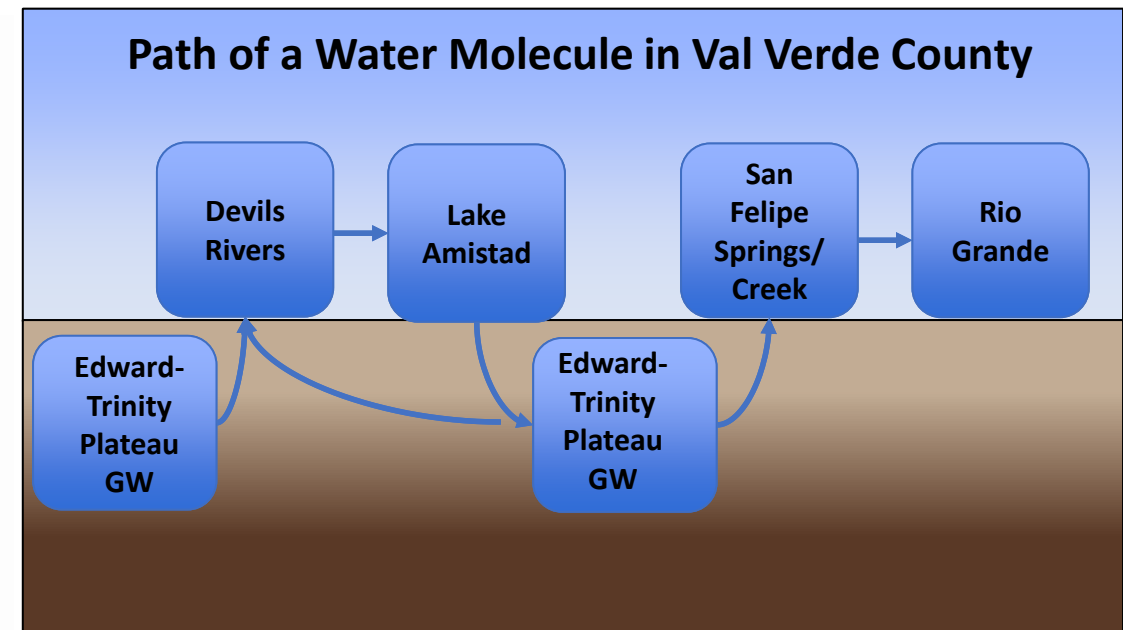 Path of a Water Molecule in Val Verde County
Devils
Rivers
Lake
Amistad
San
Felipe
Springs/
Creek
Rio
Grande
Edward-
Trinity
Plateau
GW
Edward-
Trinity
Plateau
GW